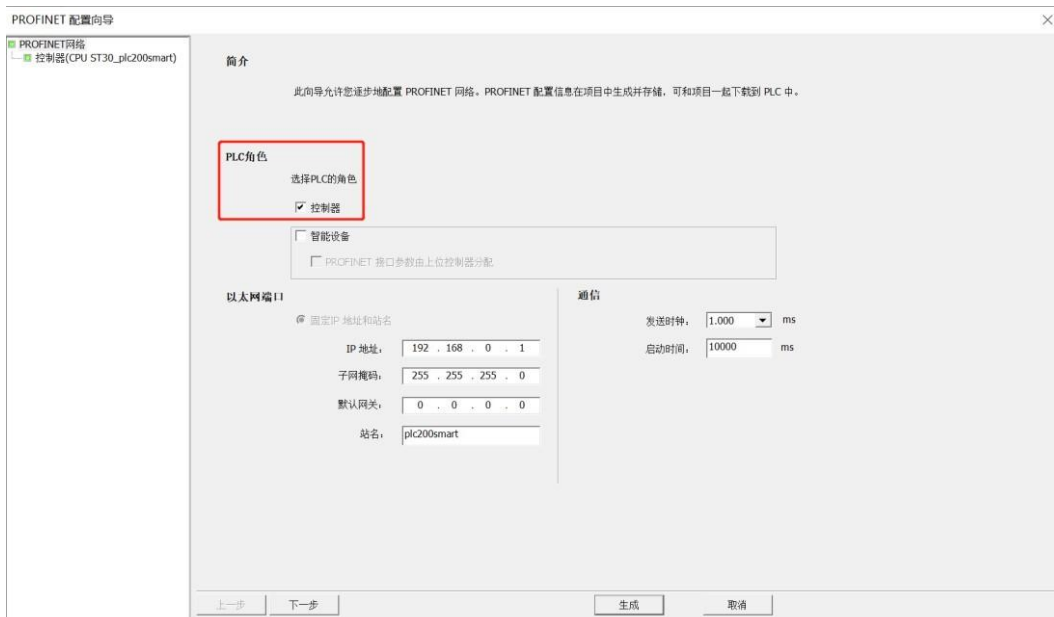 PROFINET 配置向导
PROFINET网络
控制器(CPU ST30_plc200smart)
简介
此向导允许您逐步地配置 PROFINET 网络。PROFINET 配置信息在项目中生成并存储，可和项目一起下载到 PLC 中。
PLC角色
选择PLC的角色
控制器
智能设备
PROFINET 接口参数由上位控制器分配
以太网端口
固定IP 地址和站名
IP 地址：
192 . 168 . 0 . 1
子网掩码：
255 . 255 . 255 . 0
默认网关：
0 . 0 . 0 . 0
站名：
plc200smart
通信
发送时钟：
1.000
ms
启动时间：
10000
ms
上一步
下一步
生成
取消